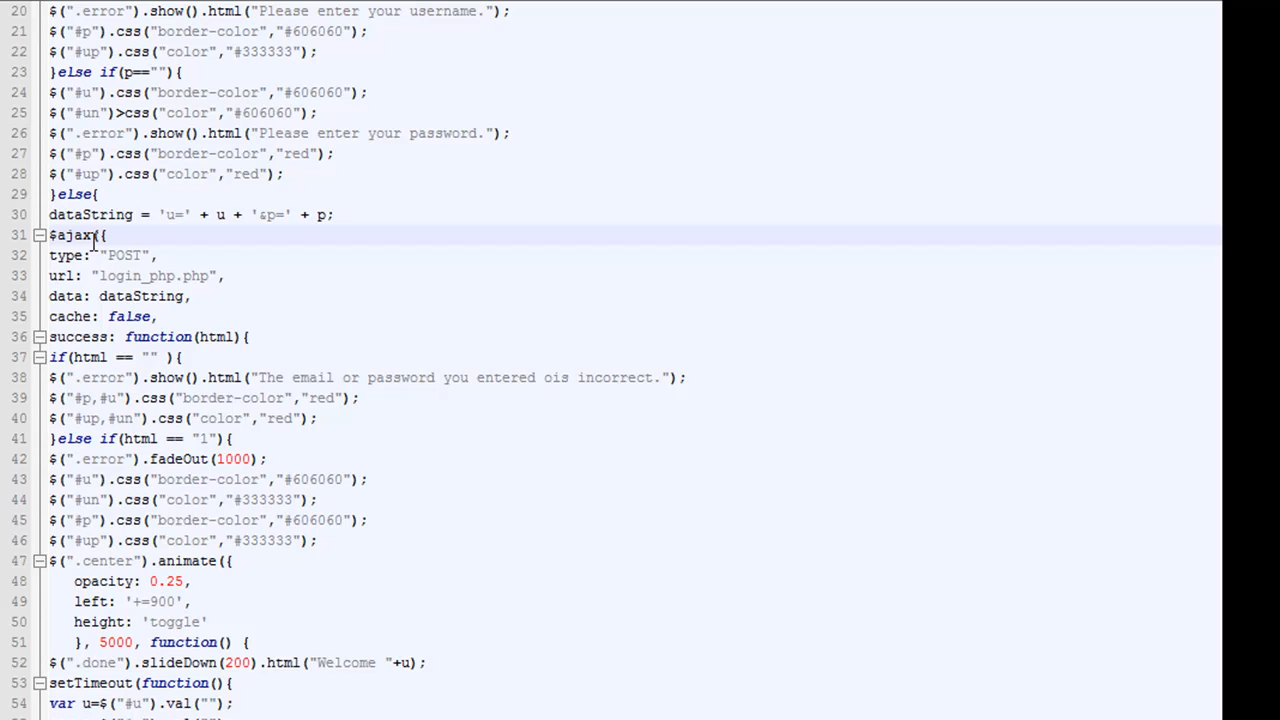 20 $(".error").show().html("Please enter your username.");
21 $("#p").css("border-color","#606060");
22 $("#up").css("color","#333333");
23 }else if(p==""){
24 $("#u").css("border-color","#606060");
25 $("#un")>css("color","#606060");
26 $(".error").show().html("Please enter your password.");
27 $("#p").css("border-color","red");
28 $("#up").css("color","red");
29 }else{
30 dataString = 'u=' + u + '&p=' + p;
31 $ajax({
32 type: "POST",
33 url: "login_php.php",
34 data: dataString,
35 cache: false,
36 success: function(html){
37 if(html == "" ){
38 $(".error").show().html("The email or password you entered ois incorrect.");
39 $("#p,#u").css("border-color","red");
40 $("#up,#un").css("color","red");
41 }else if(html == "1"){
42 $(".error").fadeOut(1000);
43 $("#u").css("border-color","#606060");
44 $("#un").css("color","#333333");
45 $("#p").css("border-color","#606060");
46 $("#up").css("color","#333333");
47 $(".center").animate({
48 opacity: 0.25,
49 left: '+=900',
50 height: 'toggle'
51 }, 5000, function() {
52 $(".done").slideDown(200).html("Welcome "+u);
53 setTimeout(function(){
54 var u=$("#u").val("");